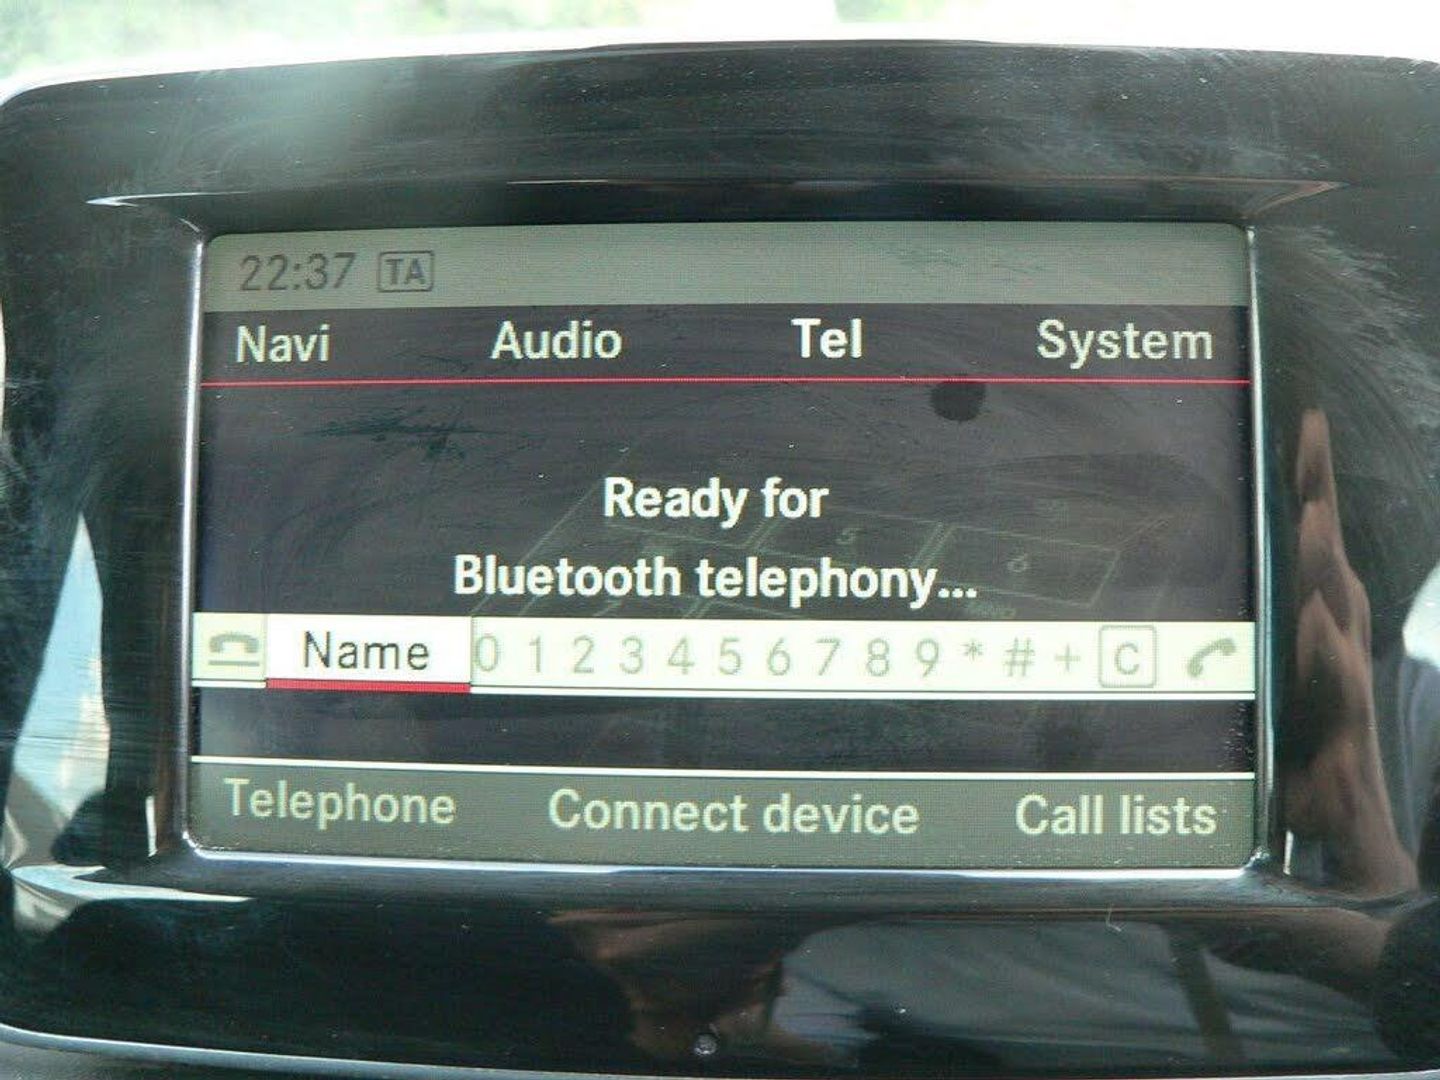 22:37 TA
Navi Audio Tel System
Ready for
Bluetooth telephony...
Name 0 1 2 3 4 5 6 7 8 9 * # + C
Telephone Connect device Call lists